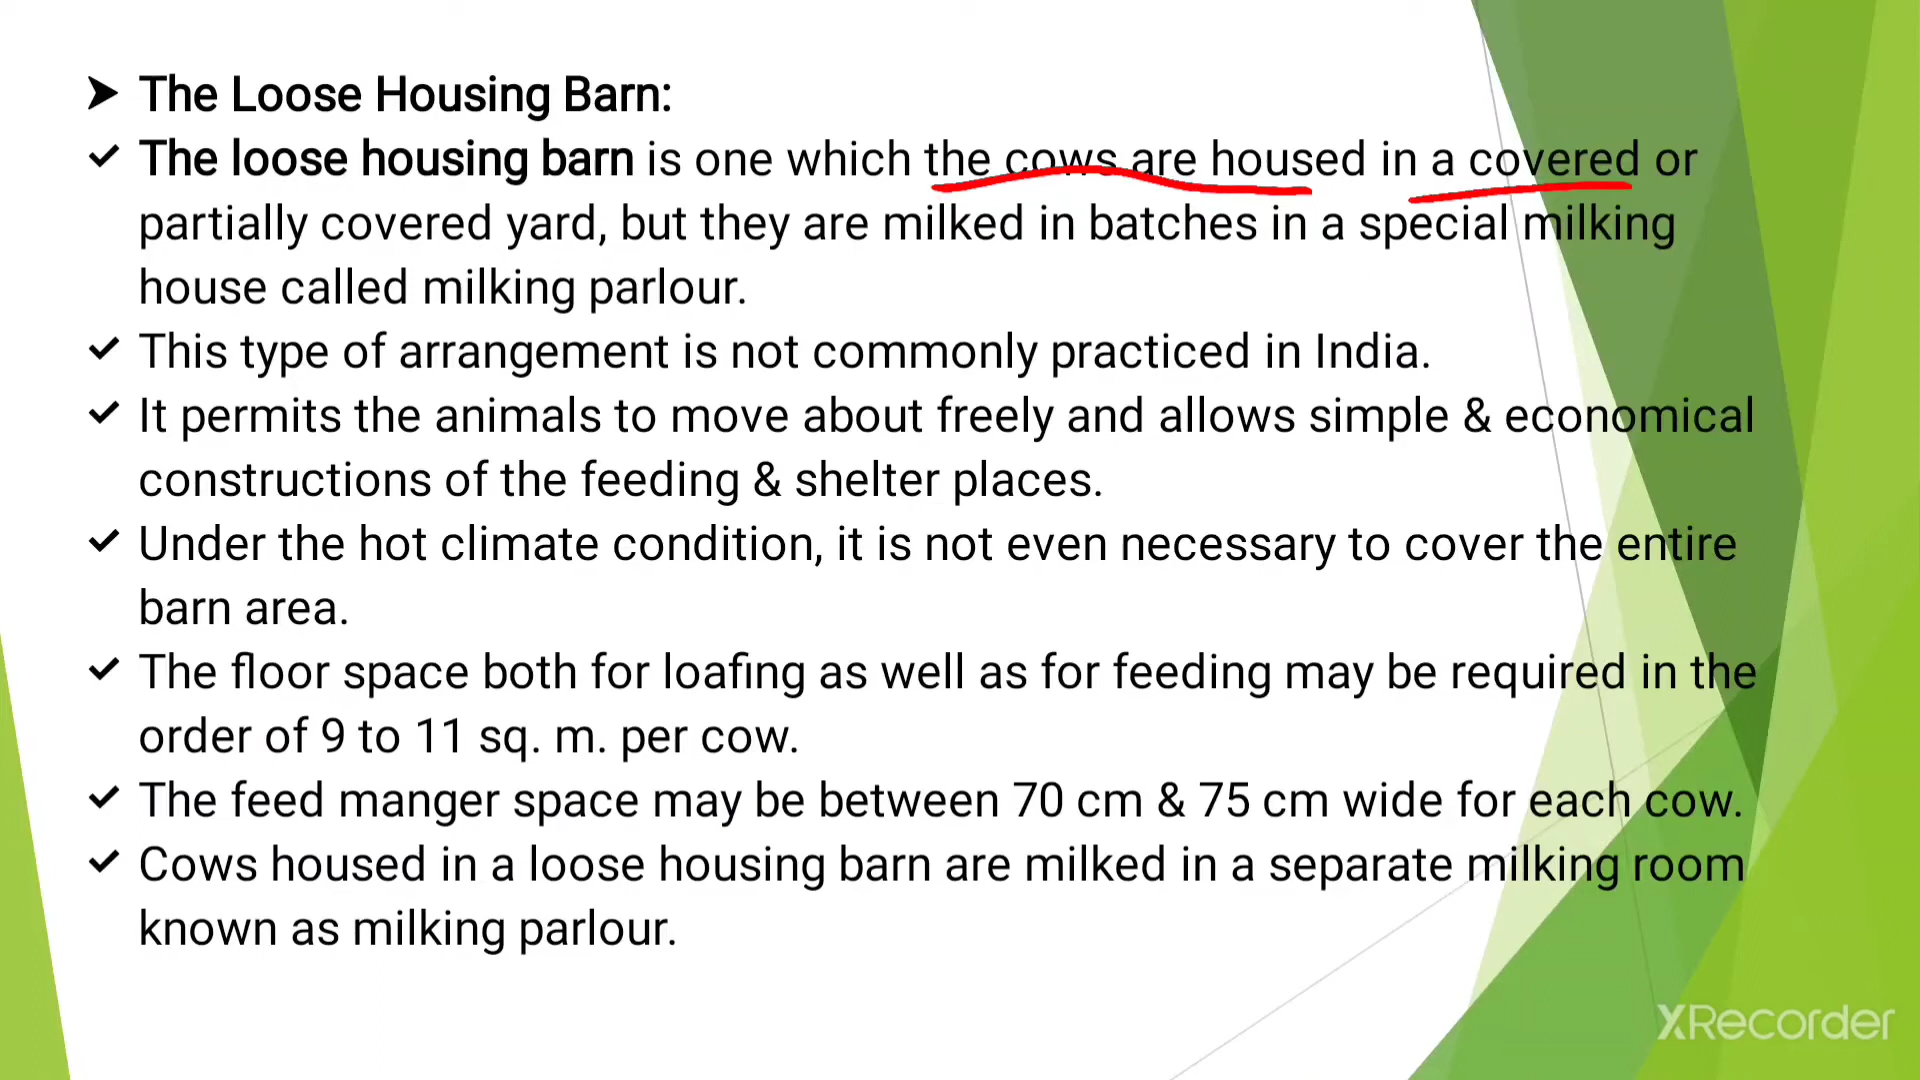 ➤ The Loose Housing Barn:
✓ The loose housing barn is one which the cows are housed in a covered or
partially covered yard, but they are milked in batches in a special milking
house called milking parlour.
✓ This type of arrangement is not commonly practiced in India.
✓ It permits the animals to move about freely and allows simple & economical
constructions of the feeding & shelter places.
✓ Under the hot climate condition, it is not even necessary to cover the entire
barn area.
✓ The floor space both for loafing as well as for feeding may be required in the
order of 9 to 11 sq. m. per cow.
✓ The feed manger space may be between 70 cm & 75 cm wide for each cow.
✓ Cows housed in a loose housing barn are milked in a separate milking room
known as milking parlour.
XRecorder